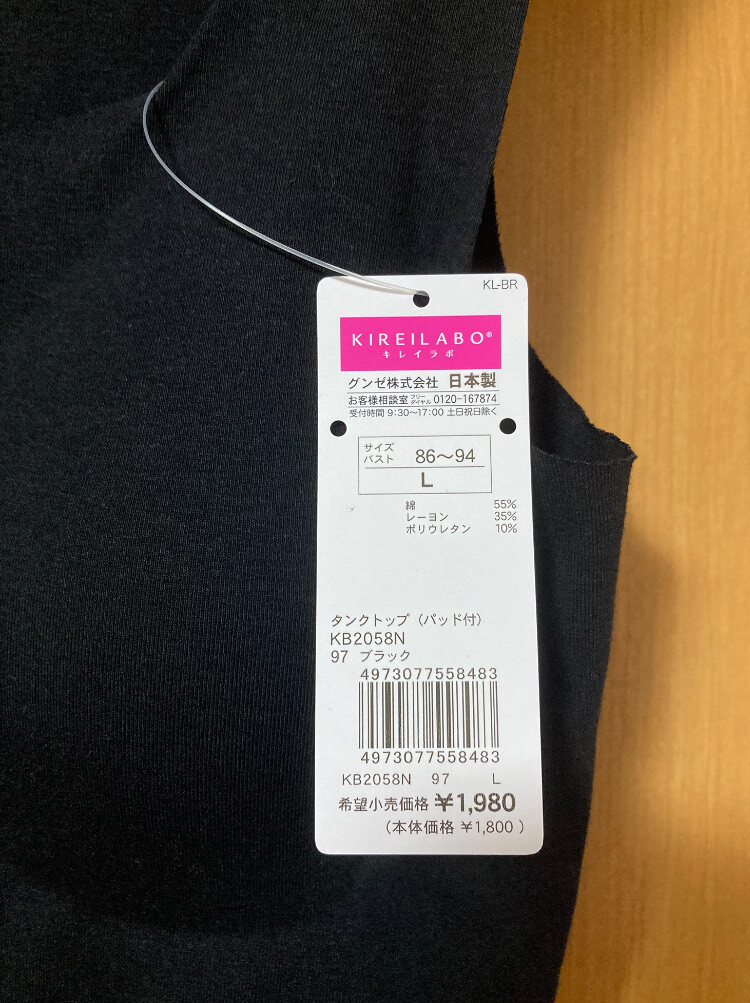 KL-BR
KIREILABO®
キレイラボ
グンゼ株式会社 日本製
お客様相談室 フリーダイヤル 0120-167874
受付時間 9:30～17:00 土日祝日除く
サイズ
バスト 86～94
L
綿 55%
レーヨン 35%
ポリウレタン 10%
タンクトップ（パッド付）
KB2058N
97 ブラック
4973077558483
4973077558483
KB2058N 97 L
希望小売価格 ¥1,980
（本体価格 ¥1,800 ）